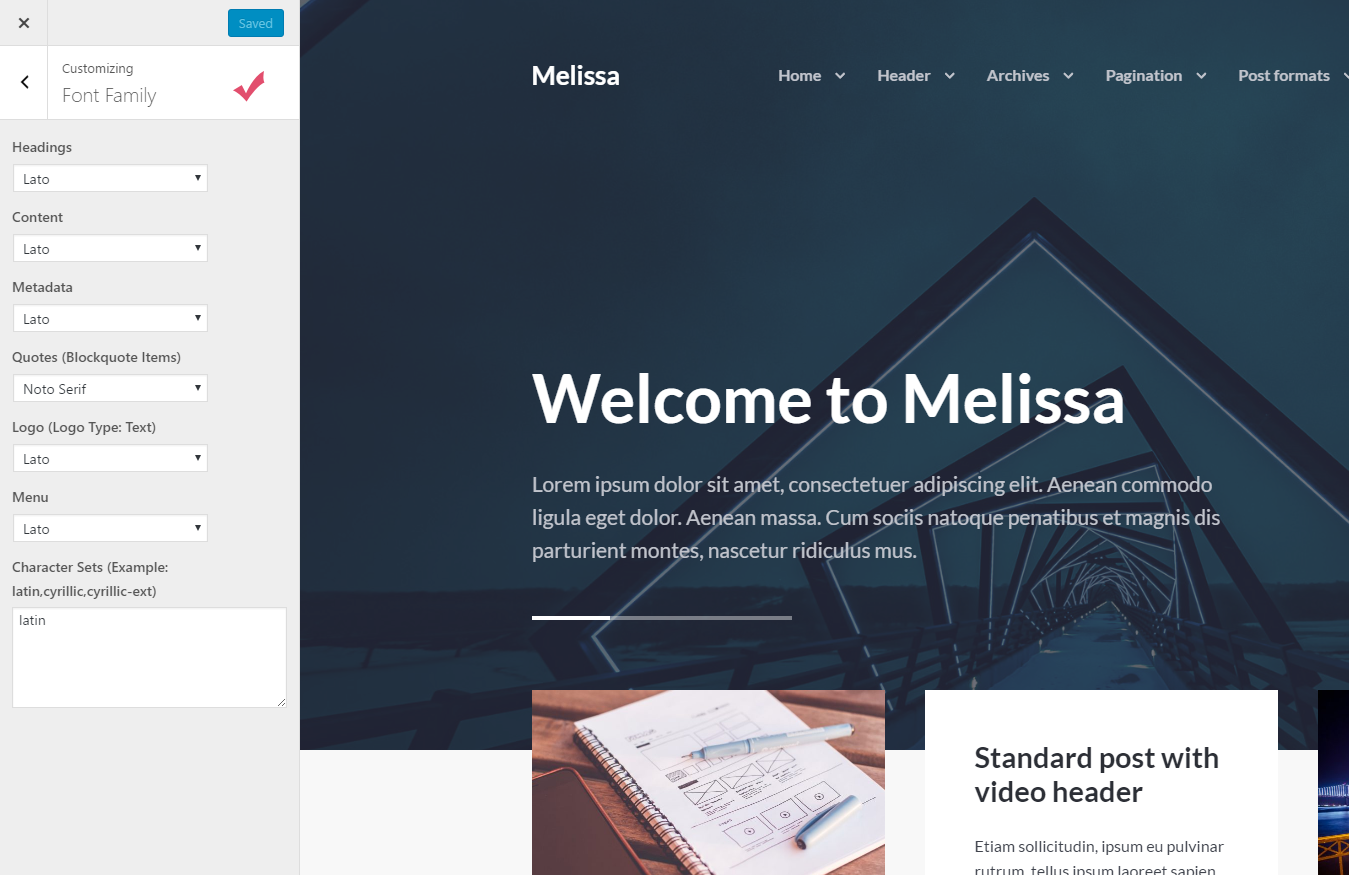 Saved
Customizing
Font Family
Headings
Lato
Content
Lato
Metadata
Lato
Quotes (Blockquote Items)
Noto Serif
Logo (Logo Type: Text)
Lato
Menu
Lato
Character Sets (Example:
latin,cyrillic,cyrillic-ext)
latin
Melissa
Home Header Archives Pagination Post formats
Welcome to Melissa
Lorem ipsum dolor sit amet, consectetuer adipiscing elit. Aenean commodo
ligula eget dolor. Aenean massa. Cum sociis natoque penatibus et magnis dis
parturient montes, nascetur ridiculus mus.
Standard post with
video header
Etiam sollicitudin, ipsum eu pulvinar
rutrum, tellus ipsum laoreet sapien,